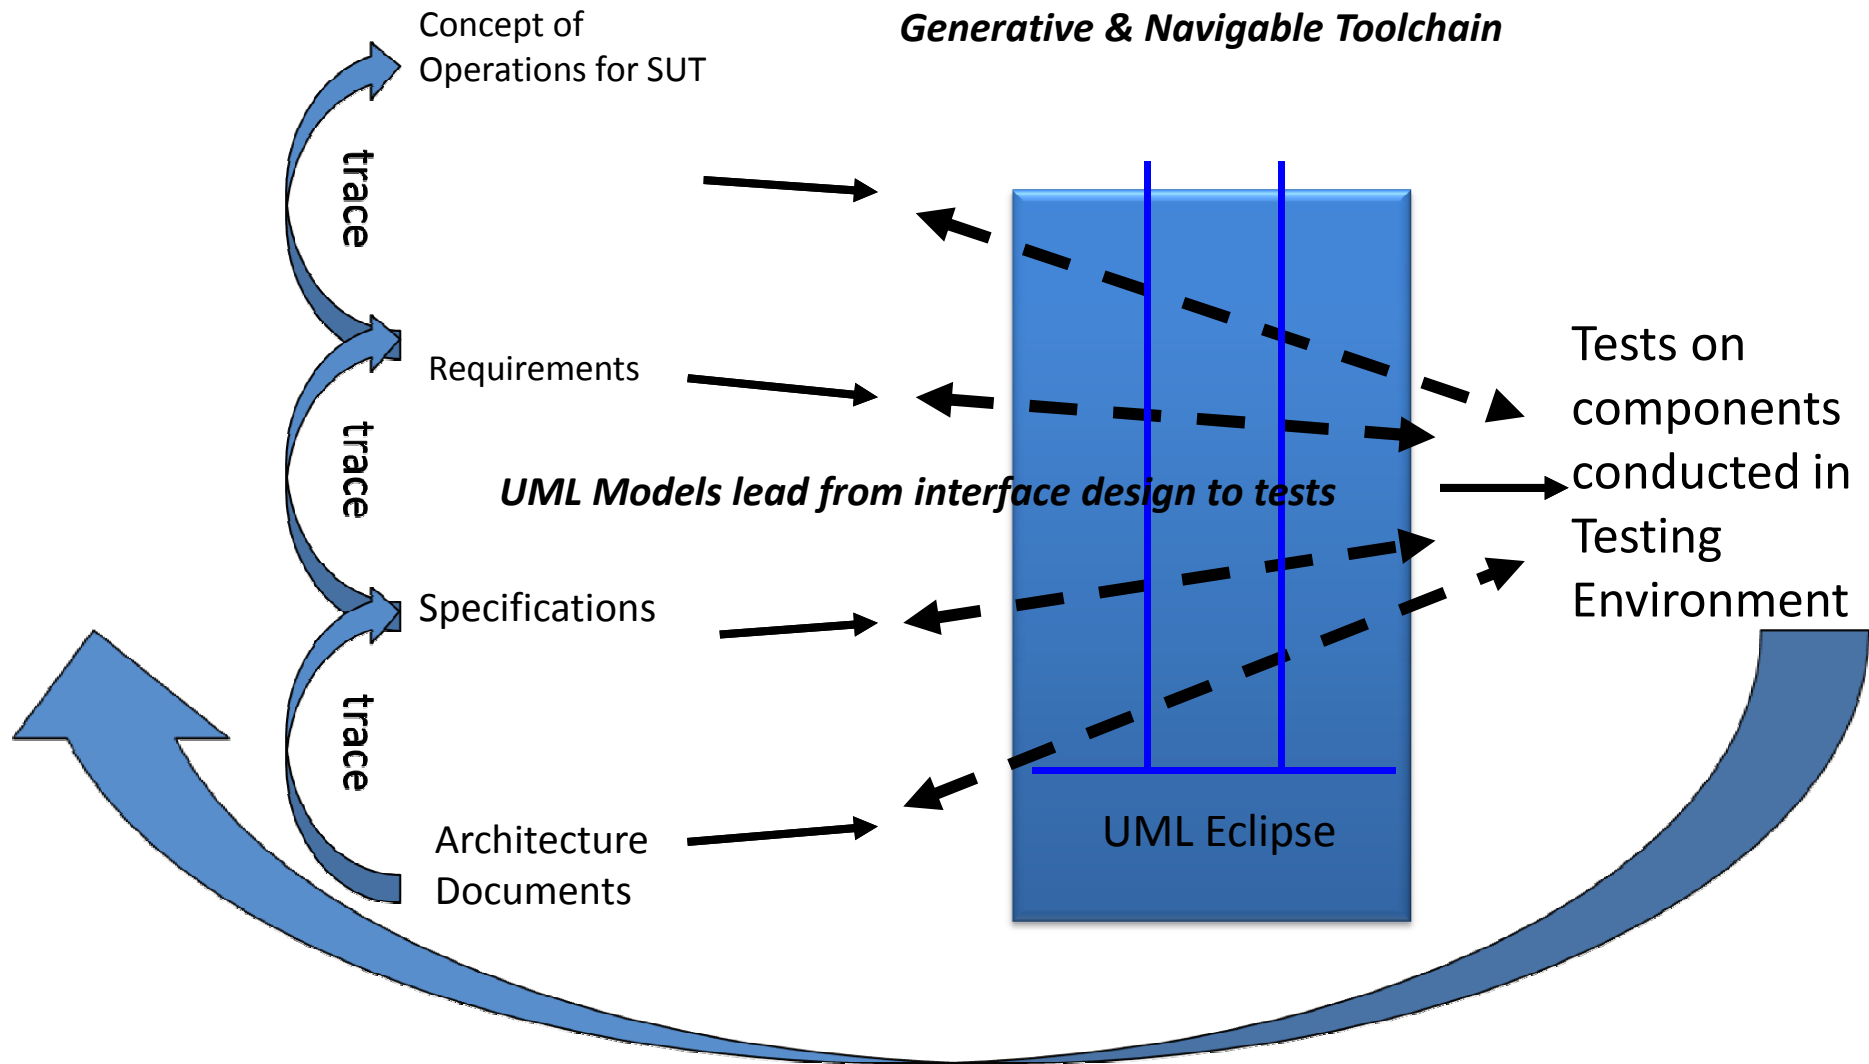 Concept of
Operations for SUT
Generative & Navigable Toolchain
trace
Requirements
trace
UML Models lead from interface design to tests
Specifications
trace
Architecture
Documents
UML Eclipse
Tests on
components
conducted in
Testing
Environment